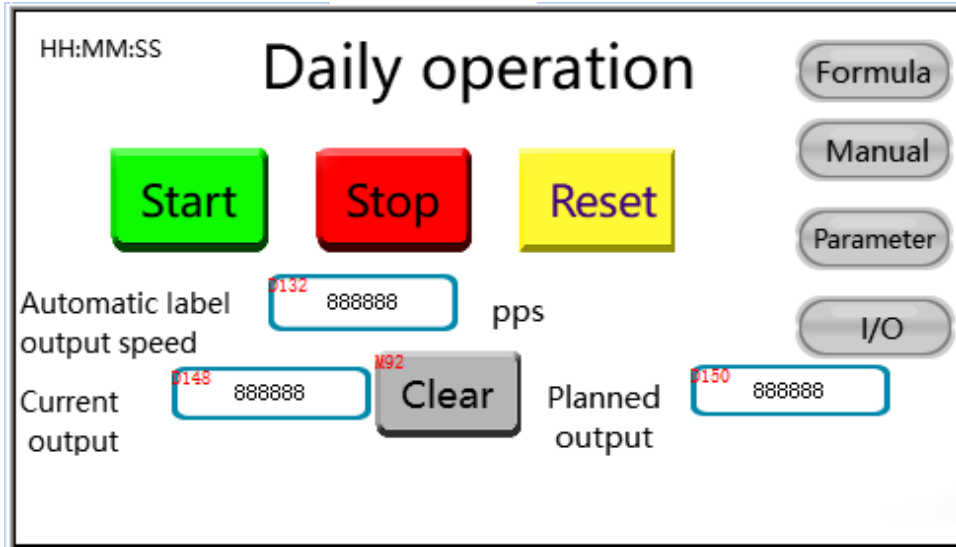 HH:MM:SS
Daily operation
Formula
Manual
Start
Stop
Reset
Parameter
Automatic label
output speed
D132
888888
pps
I/O
Current
output
D148
888888
M92
Clear
Planned
output
D150
888888